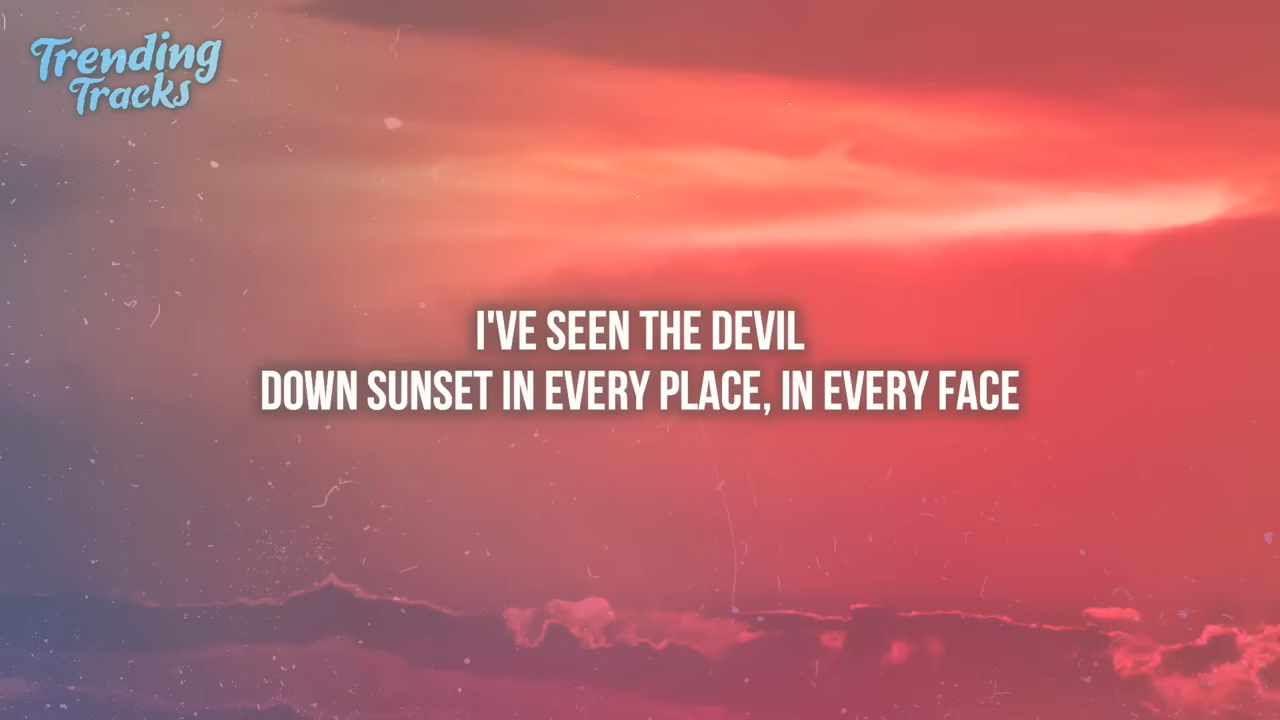 Trending
Tracks
I'VE SEEN THE DEVIL
DOWN SUNSET IN EVERY PLACE, IN EVERY FACE